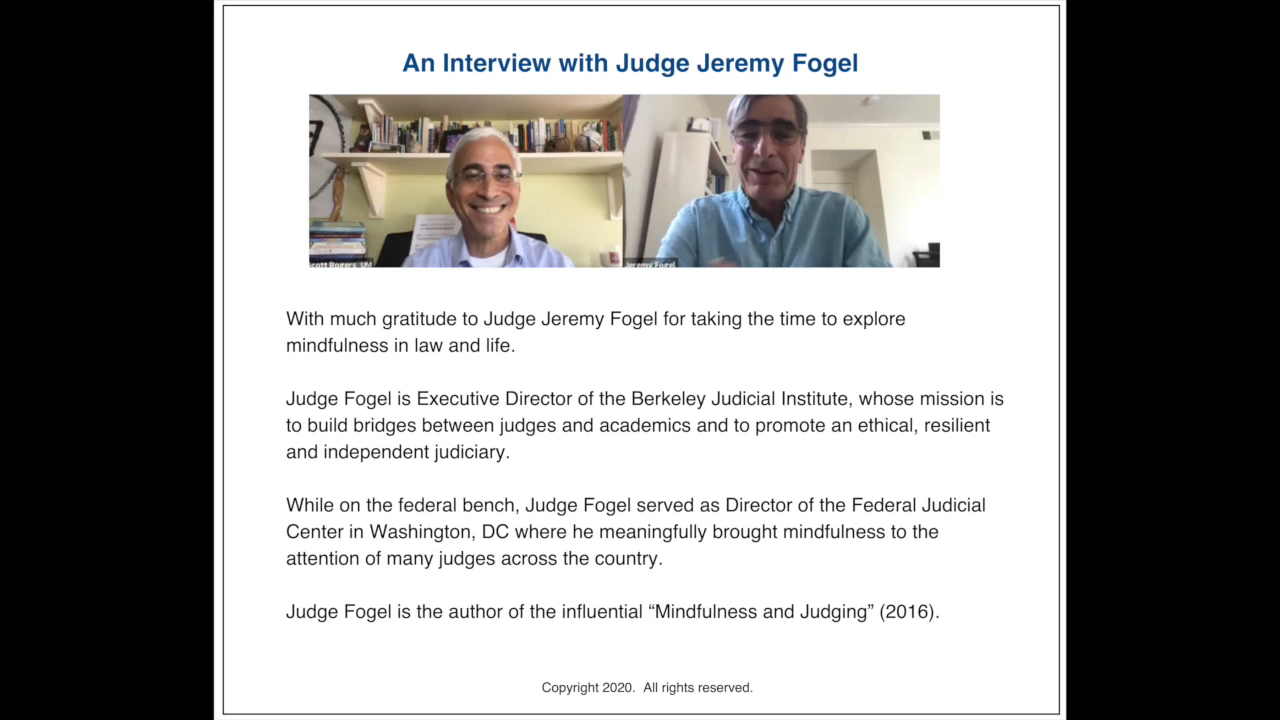 An Interview with Judge Jeremy Fogel
Scott Rogers, UM
Jeremy Fogel
With much gratitude to Judge Jeremy Fogel for taking the time to explore
mindfulness in law and life.
Judge Fogel is Executive Director of the Berkeley Judicial Institute, whose mission is
to build bridges between judges and academics and to promote an ethical, resilient
and independent judiciary.
While on the federal bench, Judge Fogel served as Director of the Federal Judicial
Center in Washington, DC where he meaningfully brought mindfulness to the
attention of many judges across the country.
Judge Fogel is the author of the influential “Mindfulness and Judging” (2016).
Copyright 2020.  All rights reserved.